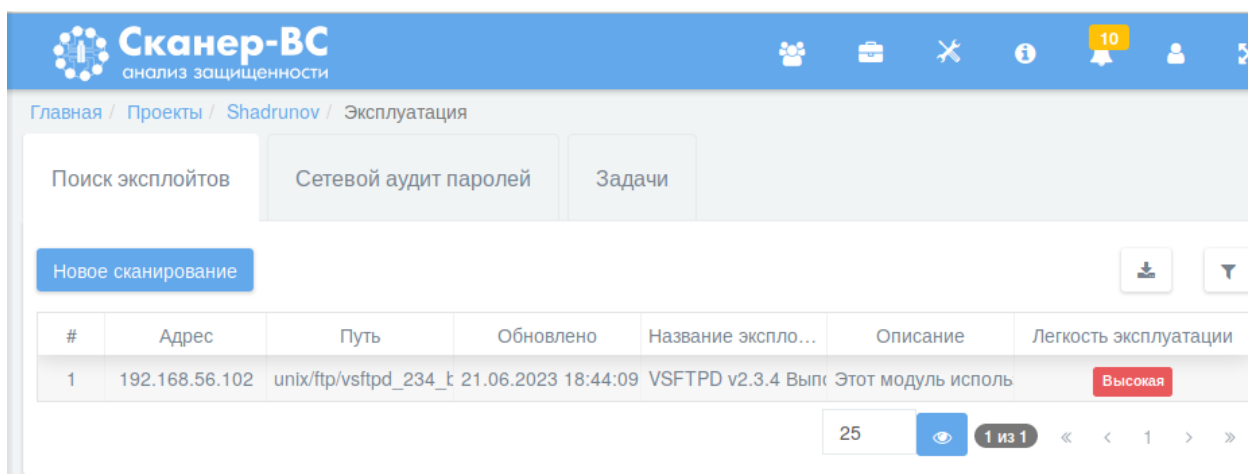 Сканер-ВС
анализ защищенности
10
Главная / Проекты / Shadrunov / Эксплуатация
Поиск эксплойтов Сетевой аудит паролей Задачи
Новое сканирование
# Адрес Путь Обновлено Название экспло... Описание Легкость эксплуатации
1 192.168.56.102 unix/ftp/vsftpd_234_ 21.06.2023 18:44:09 VSFTPD v2.3.4 Вып Этот модуль исполь Высокая
25 1 из 1 « < 1 > »